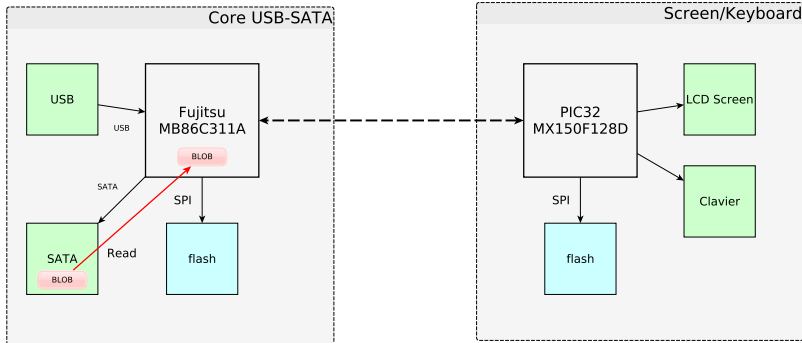 Core USB-SATA
Screen/Keyboard
USB
USB
Fujitsu
MB86C311A
BLOB
SATA
SPI
Read
SATA
BLOB
flash
PIC32
MX150F128D
LCD Screen
Clavier
SPI
flash